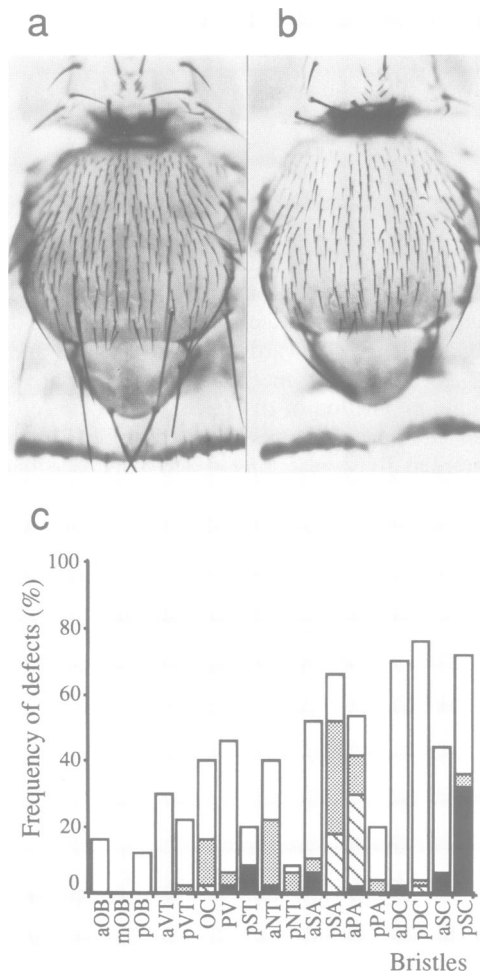 a b
c
Frequency of defects (%)
100
80
60
40
20
0
aOB mOB pOB aVT pVT OC PV pST aNT pNT aSA pSA aPA pPA aDC pDC aSC pSC
Bristles